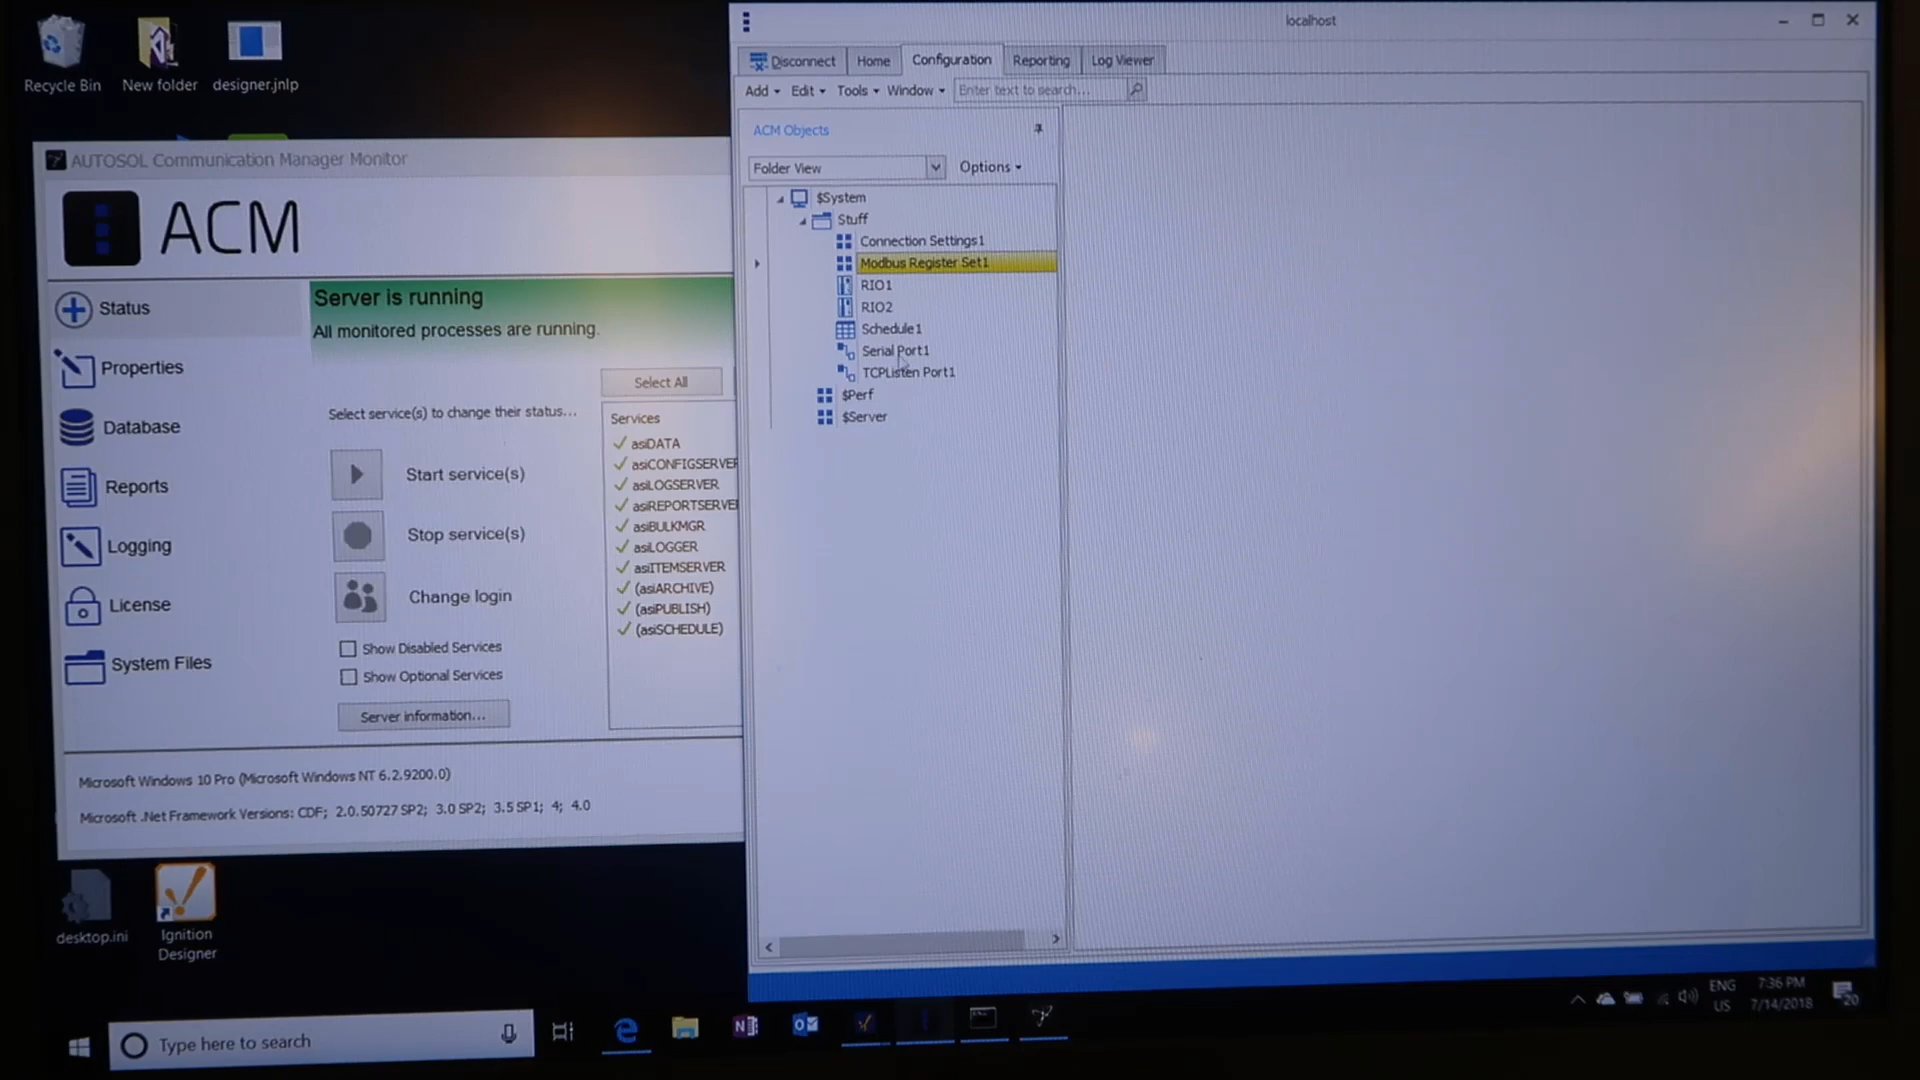 Recycle Bin
New folder
designer.jnlp
AUTOSOL Communication Manager Monitor
ACM
Status
Properties
Database
Reports
Logging
License
System Files
Server is running
All monitored processes are running.
Select All
Select service(s) to change their status...
Start service(s)
Stop service(s)
Change login
Show Disabled Services
Show Optional Services
Server information...
Services
asiDATA
asiCONFIGSERVER
asiLOGSERVER
asiREPORTSERVER
asiBULKMGR
asiLOGGER
asiITEMSERVER
(asiARCHIVE)
(asiPUBLISH)
(asiSCHEDULE)
Microsoft Windows 10 Pro (Microsoft Windows NT 6.2.9200.0)
Microsoft .Net Framework Versions: CDF; 2.0.50727 SP2; 3.0 SP2; 3.5 SP1; 4; 4.0
localhost
Disconnect Home Configuration Reporting Log Viewer
Add Edit Tools Window Enter text to search...
ACM Objects
Folder View Options
$System
Stuff
Connection Settings1
Modbus Register Set1
RIO1
RIO2
Schedule1
Serial Port1
TCPListen Port1
$Perf
$Server
desktop.ini
Ignition
Designer
Type here to search
ENG
US
7:36 PM
7/14/2018
20